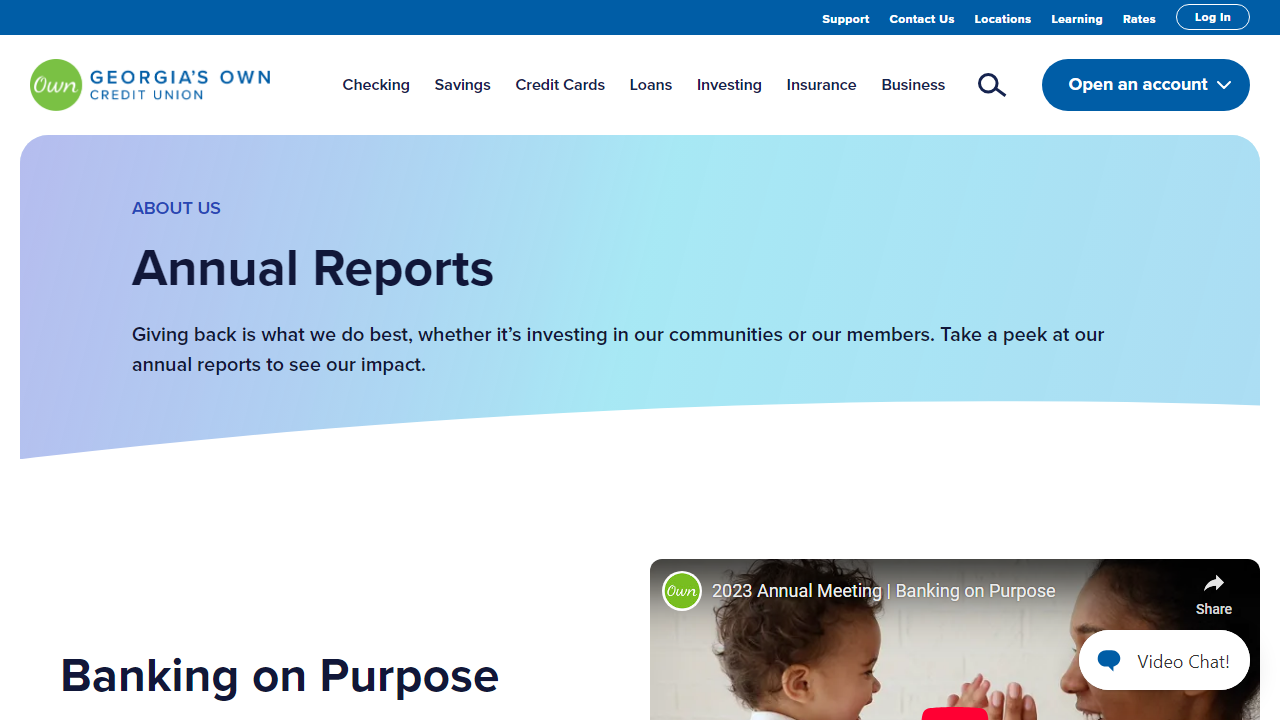 Support Contact Us Locations Learning Rates Log In
Own GEORGIA'S OWN
CREDIT UNION
Checking Savings Credit Cards Loans Investing Insurance Business Open an account
ABOUT US
Annual Reports
Giving back is what we do best, whether it’s investing in our communities or our members. Take a peek at our
annual reports to see our impact.
Own 2023 Annual Meeting | Banking on Purpose
Share
Video Chat!
Banking on Purpose